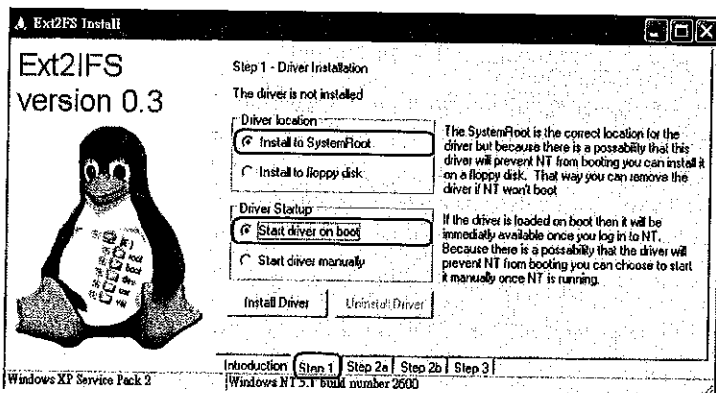 Ext2FS Install
Ext2IFS
version 0.3
Step 1 - Driver Installation
The driver is not installed
Driver location
Install to SystemRoot
Install to floppy disk
The SystemRoot is the correct location for the
driver but because there is a possability that this
driver will prevent NT from booting you can install it
on a floppy disk. That way you can remove the
driver if NT won't boot
Driver Startup
Start driver on boot
Start driver manually
If the driver is loaded on boot then it will be
immediatly available once you log in to NT.
Because there is a possability that the driver will
prevent NT from booting you can choose to start
it manually once NT is running.
Install Driver
Uninstall Driver
root
boot
dev
usr
Introduction Step 1 Step 2a Step 2b Step 3
Windows XP Service Pack 2
Windows NT 5.1 build number 2600